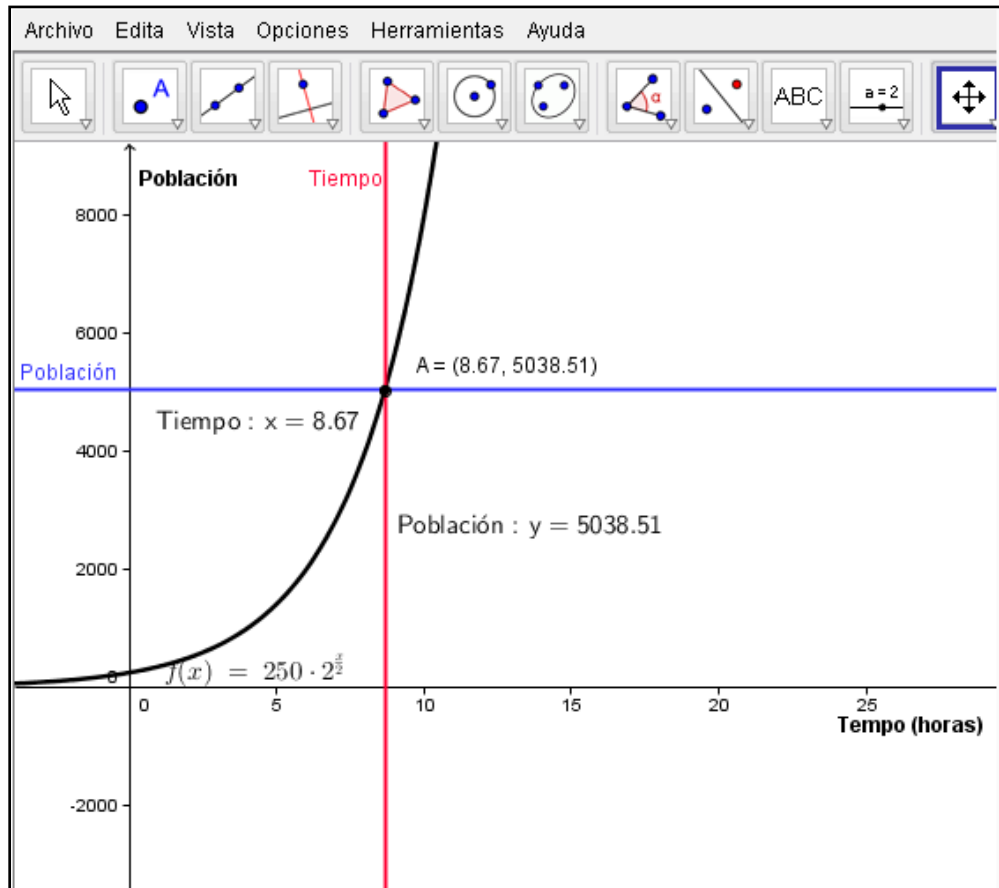 Archivo Edita Vista Opciones Herramientas Ayuda
A α ABC a = 2
Población Tiempo
8000
6000
A = (8.67, 5038.51)
Población
Tiempo : x = 8.67
4000
Población : y = 5038.51
2000
f(x) = 250 · 2^{x/2}
0
0 5 10 15 20 25
Tempo (horas)
-2000